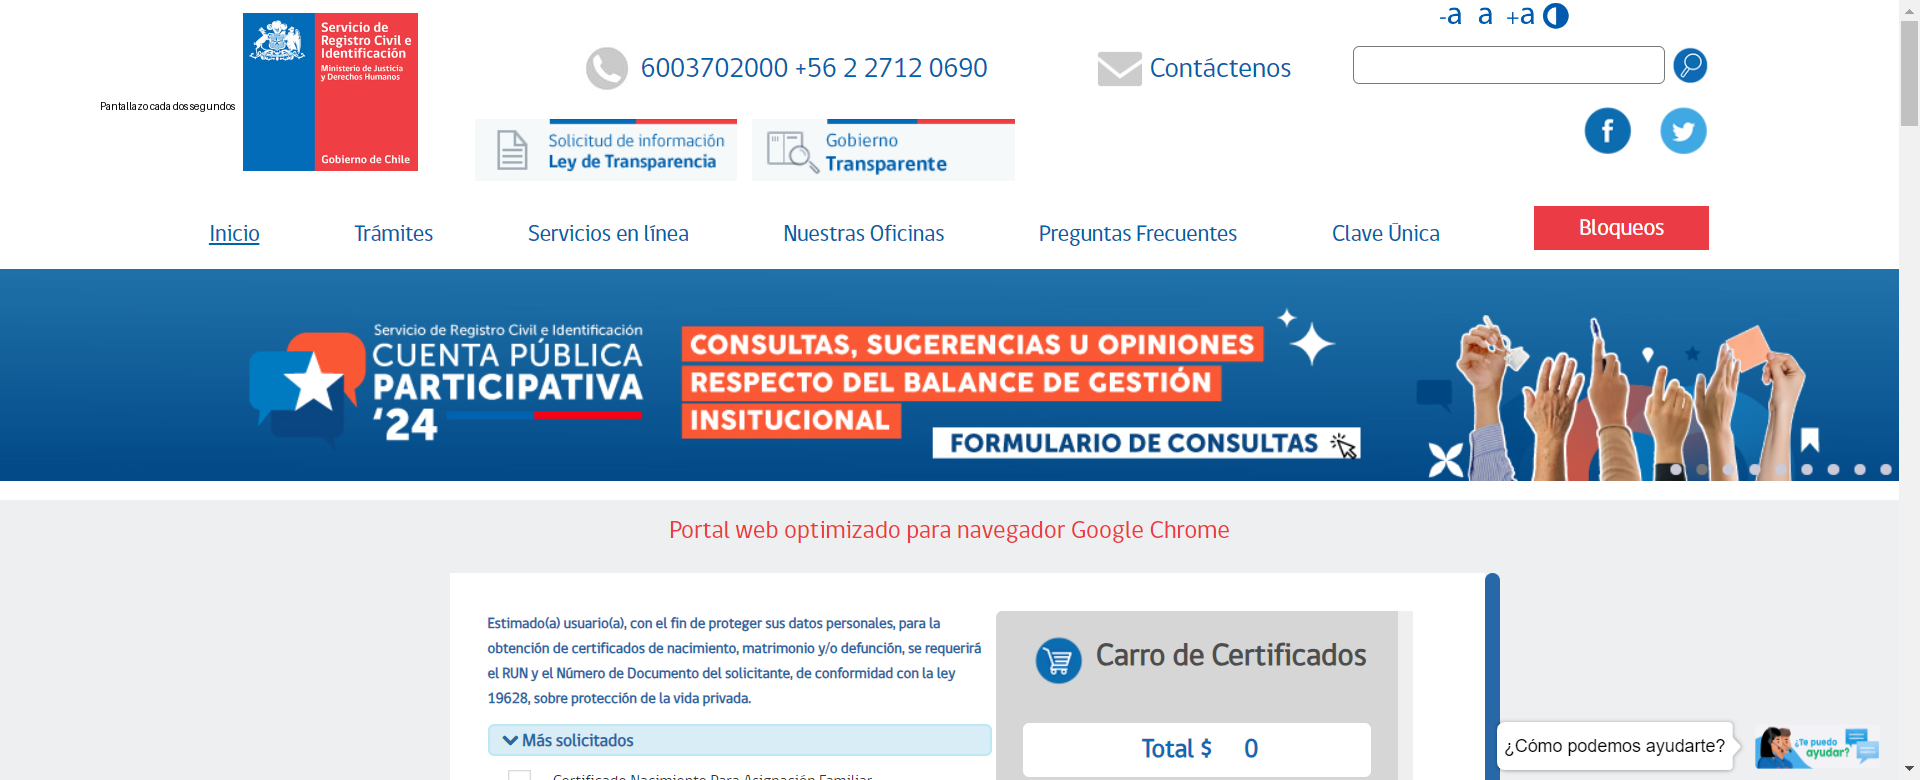 -a a +a
Servicio de
Registro Civil e
Identificación
Ministerio de Justicia
y Derechos Humanos
Gobierno de Chile
Pantallazo cada dos segundos
6003702000 +56 2 2712 0690
Contáctenos
Solicitud de información
Ley de Transparencia
Gobierno
Transparente
f
Inicio
Trámites
Servicios en línea
Nuestras Oficinas
Preguntas Frecuentes
Clave Única
Bloqueos
Servicio de Registro Civil e Identificación
CUENTA PÚBLICA
PARTICIPATIVA
‘24
CONSULTAS, SUGERENCIAS U OPINIONES
RESPECTO DEL BALANCE DE GESTIÓN
INSITUCIONAL
FORMULARIO DE CONSULTAS
Portal web optimizado para navegador Google Chrome
Estimado(a) usuario(a), con el fin de proteger sus datos personales, para la
obtención de certificados de nacimiento, matrimonio y/o defunción, se requerirá
el RUN y el Número de Documento del solicitante, de conformidad con la ley
19628, sobre protección de la vida privada.
Más solicitados
Certificado Nacimiento Para Asignación Familiar
Carro de Certificados
Total $ 0
¿Cómo podemos ayudarte?
¿Te puedo
ayudar?